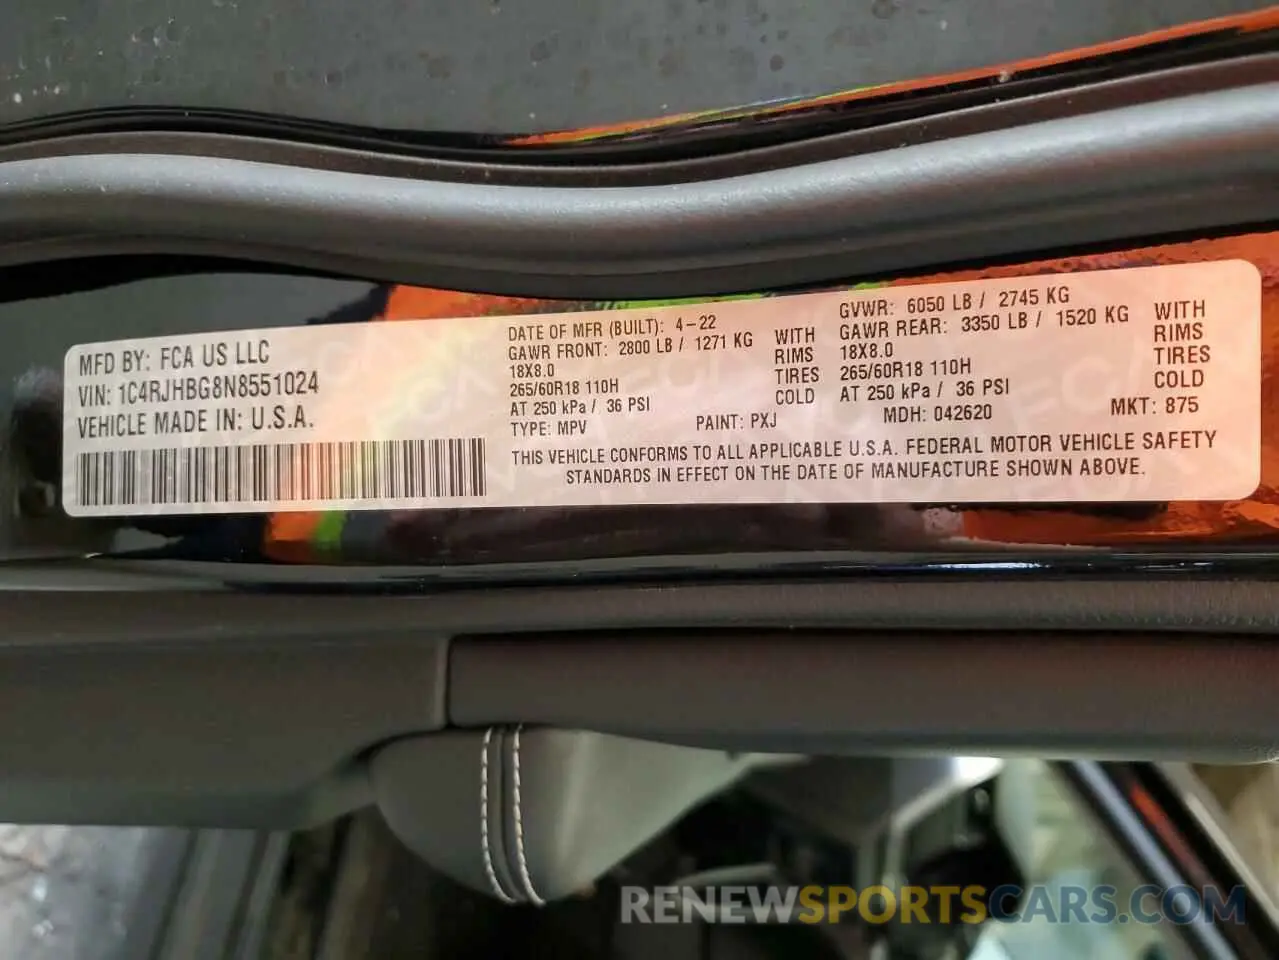 MFD BY: FCA US LLC
VIN: 1C4RJHBG8N8551024
VEHICLE MADE IN: U.S.A.
DATE OF MFR (BUILT): 4-22
GAWR FRONT: 2800 LB / 1271 KG WITH
18X8.0 RIMS
265/60R18 110H TIRES
AT 250 kPa / 36 PSI COLD
TYPE: MPV PAINT: PXJ
GVWR: 6050 LB / 2745 KG
GAWR REAR: 3350 LB / 1520 KG WITH
18X8.0 RIMS
265/60R18 110H TIRES
AT 250 kPa / 36 PSI COLD
MDH: 042620 MKT: 875
THIS VEHICLE CONFORMS TO ALL APPLICABLE U.S.A. FEDERAL MOTOR VEHICLE SAFETY
STANDARDS IN EFFECT ON THE DATE OF MANUFACTURE SHOWN ABOVE.
RENEWSPORTSCARS.COM